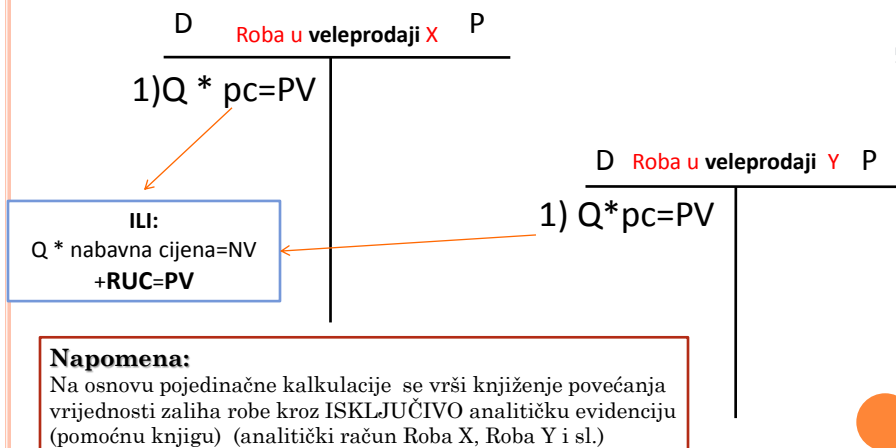 D Roba u veleprodaji X P
1)Q * pc=PV
D Roba u veleprodaji Y P
1) Q*pc=PV
ILI:
Q * nabavna cijena=NV
+RUC=PV
Napomena:
Na osnovu pojedinačne kalkulacije se vrši knjiženje povećanja
vrijednosti zaliha robe kroz ISKLJUČIVO analitičku evidenciju
(pomoćnu knjigu) (analitički račun Roba X, Roba Y i sl.)